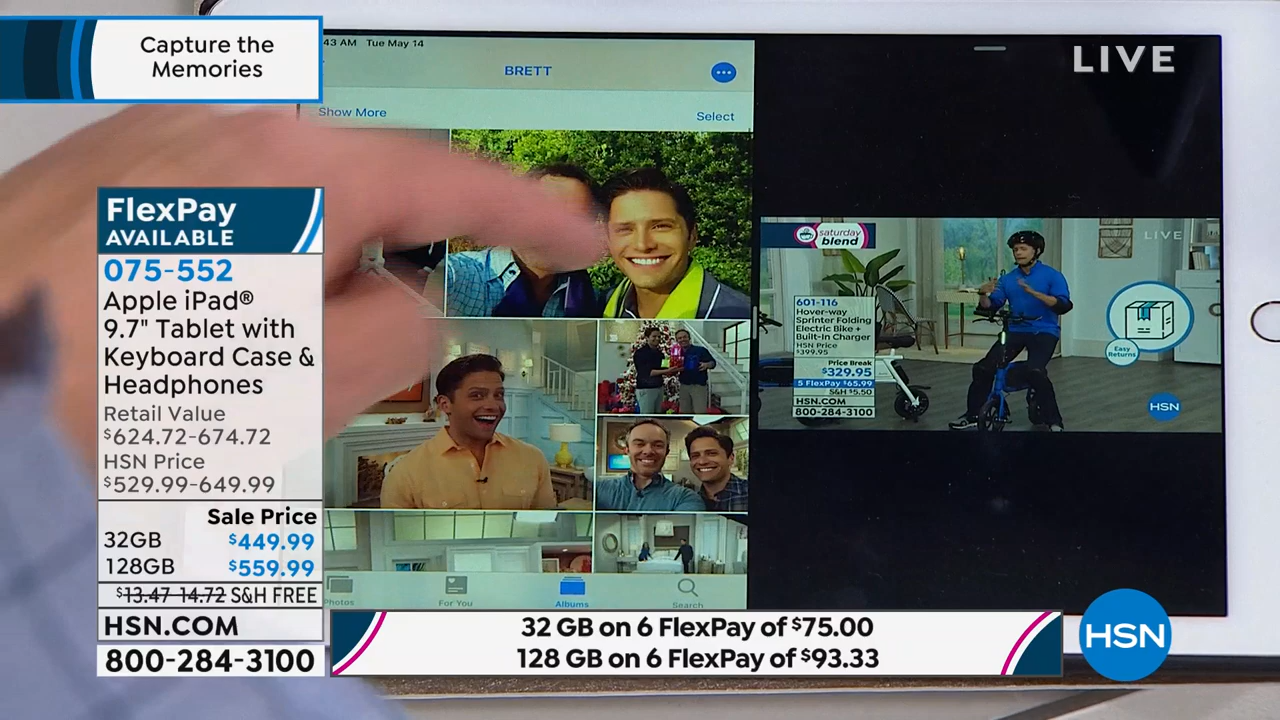 Capture the
Memories
LIVE
43 AM Tue May 14
BRETT
Show More
Select
FlexPay
AVAILABLE
075-552
Apple iPad®
9.7" Tablet with
Keyboard Case &
Headphones
Retail Value
$624.72-674.72
HSN Price
$529.99-649.99
Sale Price
32GB $449.99
128GB $559.99
$13.47-14.72 S&H FREE
HSN.COM
800-284-3100
saturday
blend
LIVE
601-116
Hover-way
Sprinter Folding
Electric Bike +
Built-In Charger
HSN Price
$399.95
Price Break
$329.95
5 FlexPay $65.99
S&H $5.50
HSN.COM
800-284-3100
Easy
Returns
HSN
Photos
For You
Albums
Search
32 GB on 6 FlexPay of $75.00
128 GB on 6 FlexPay of $93.33
HSN